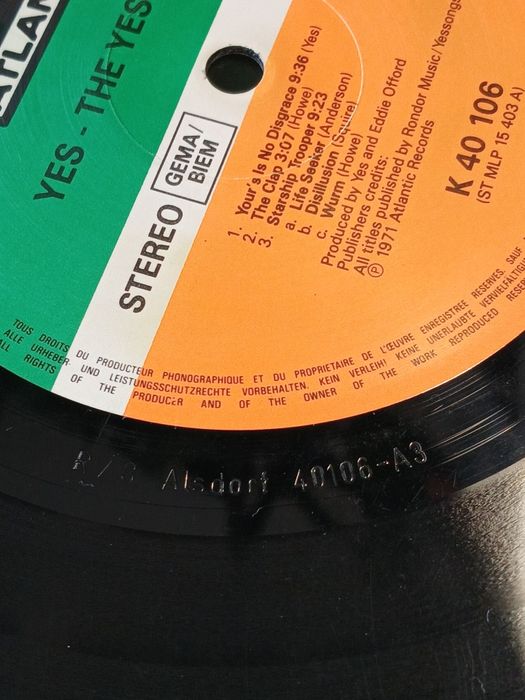 ATLAN
YES - THE YES
STEREO
GEMA/
BIEM
1. Your's Is No Disgrace 9:36 (Yes)
2. The Clap 3:07 (Howe)
3. Starship Trooper 9:23
a. Life Seeker (Anderson)
b. Disillusion (Squire)
c. Wurm (Howe)
Produced by Yes and Eddie Offord
Publishers credits:
All titles published by Rondor Music/Yessongs
Ⓟ 1971 Atlantic Records
K 40 106
(ST MLP 15 403 A)
TOUS DROITS DU PRODUCTEUR PHONOGRAPHIQUE ET DU PROPRIETAIRE DE L'ŒUVRE ENREGISTREE RESERVES. SAUF
ALLE URHEBER- UND LEISTUNGSSCHUTZRECHTE VORBEHALTEN. KEIN VERLEIH! KEINE UNERLAUBTE VERVIELFÄLTIGU
ALL RIGHTS OF THE PRODUCER AND OF THE OWNER OF THE WORK REPRODUCED RESER
R/S Alsdorf 40106-A3